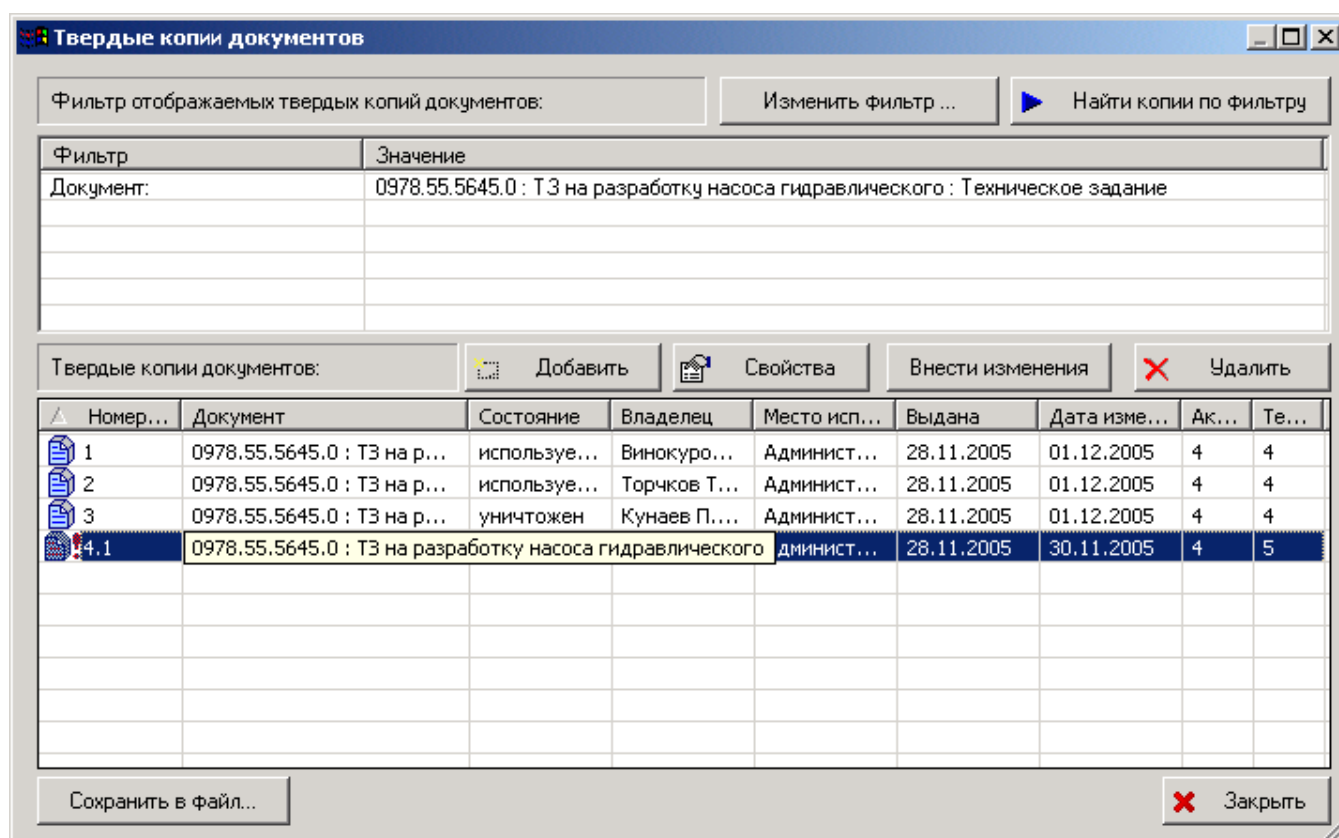 Твердые копии документов
Фильтр отображаемых твердых копий документов: Изменить фильтр ... Найти копии по фильтру
Фильтр Значение
Документ: 0978.55.5645.0 : ТЗ на разработку насоса гидравлического : Техническое задание
Твердые копии документов: Добавить Свойства Внести изменения Удалить
Номер... Документ Состояние Владелец Место исп... Выдана Дата изме... Ак... Те...
1 0978.55.5645.0 : ТЗ на р... используе... Винокуро... Админист... 28.11.2005 01.12.2005 4 4
2 0978.55.5645.0 : ТЗ на р... используе... Торчков Т... Админист... 28.11.2005 01.12.2005 4 4
3 0978.55.5645.0 : ТЗ на р... уничтожен Кунаев П.... Админист... 28.11.2005 01.12.2005 4 4
4.1 0978.55.5645.0 : ТЗ на разработку насоса гидравлического дминист... 28.11.2005 30.11.2005 4 5
Сохранить в файл... Закрыть